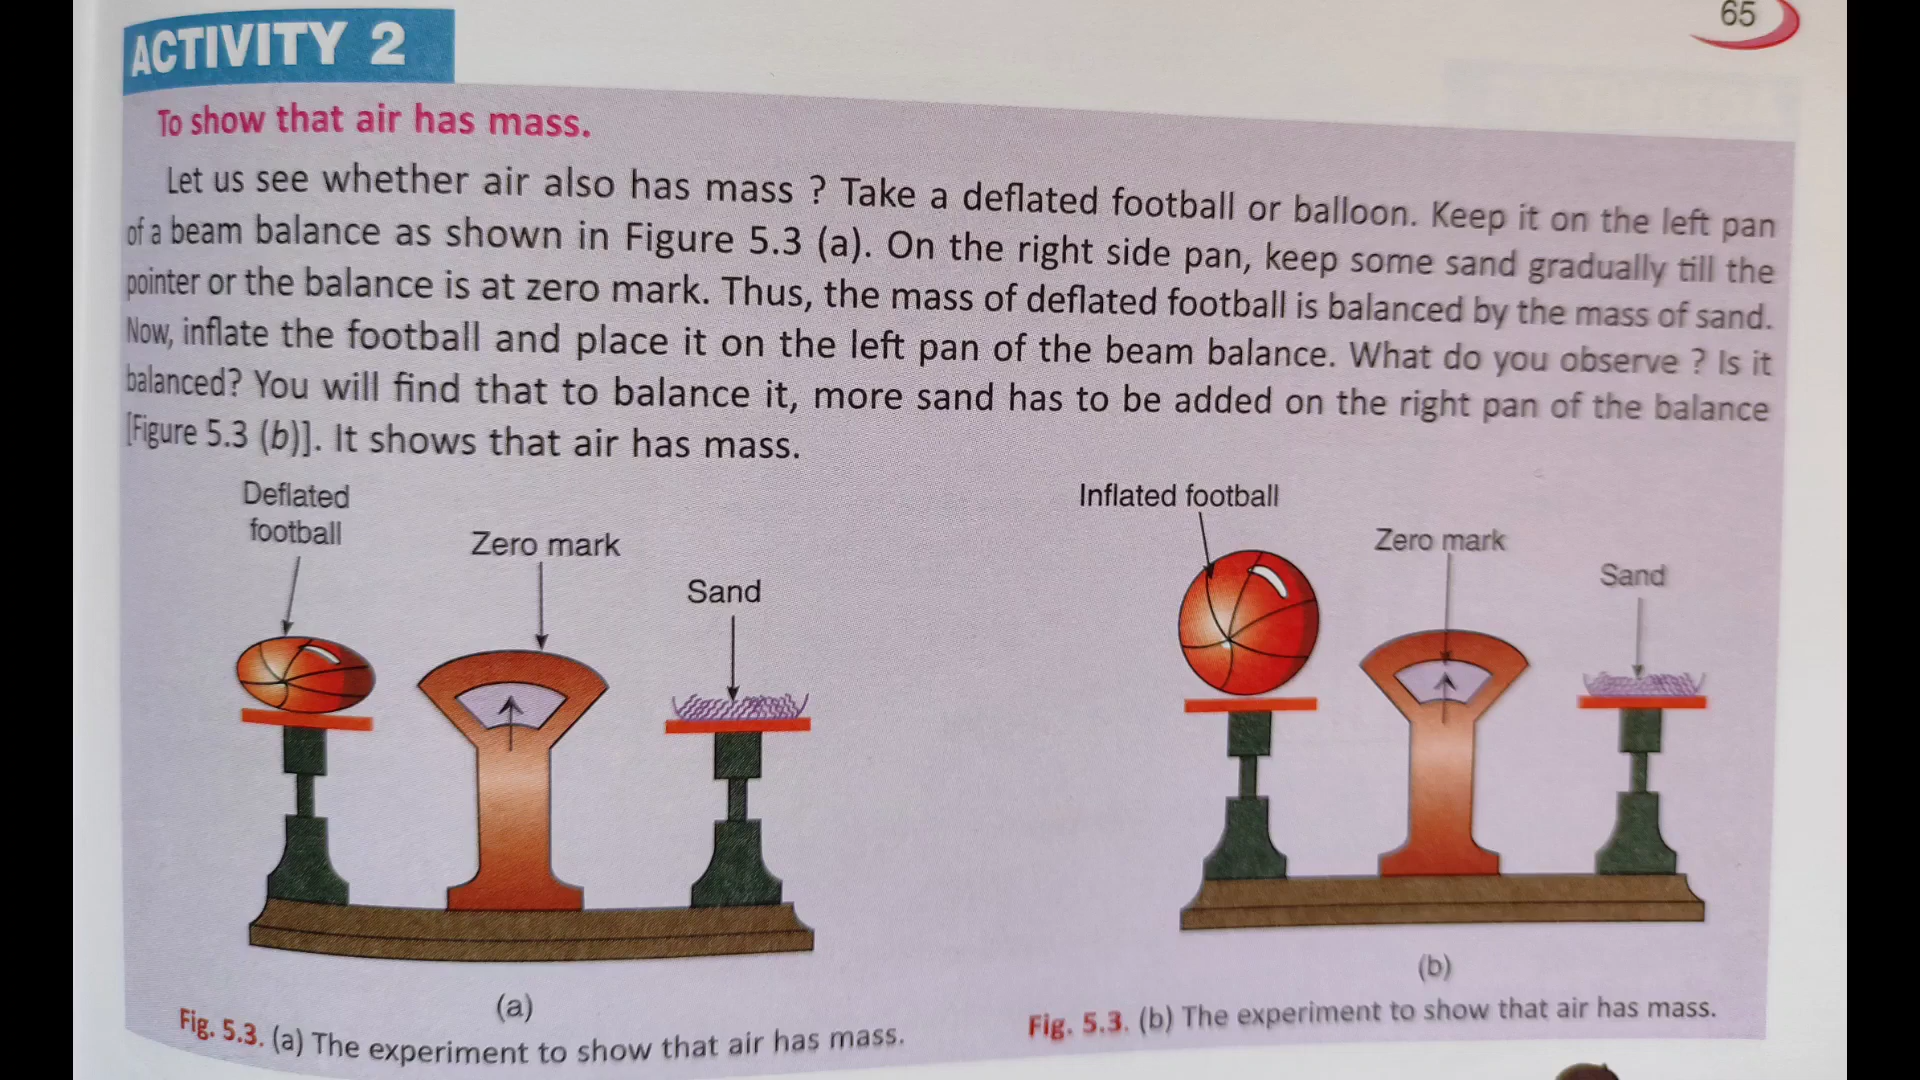 65
ACTIVITY 2
To show that air has mass.
Let us see whether air also has mass ? Take a deflated football or balloon. Keep it on the left pan
of a beam balance as shown in Figure 5.3 (a). On the right side pan, keep some sand gradually till the
pointer or the balance is at zero mark. Thus, the mass of deflated football is balanced by the mass of sand.
Now, inflate the football and place it on the left pan of the beam balance. What do you observe ? Is it
balanced? You will find that to balance it, more sand has to be added on the right pan of the balance
[Figure 5.3 (b)]. It shows that air has mass.
Deflated
football
Zero mark
Sand
(a)
Fig. 5.3. (a) The experiment to show that air has mass.
Inflated football
Zero mark
Sand
(b)
Fig. 5.3. (b) The experiment to show that air has mass.